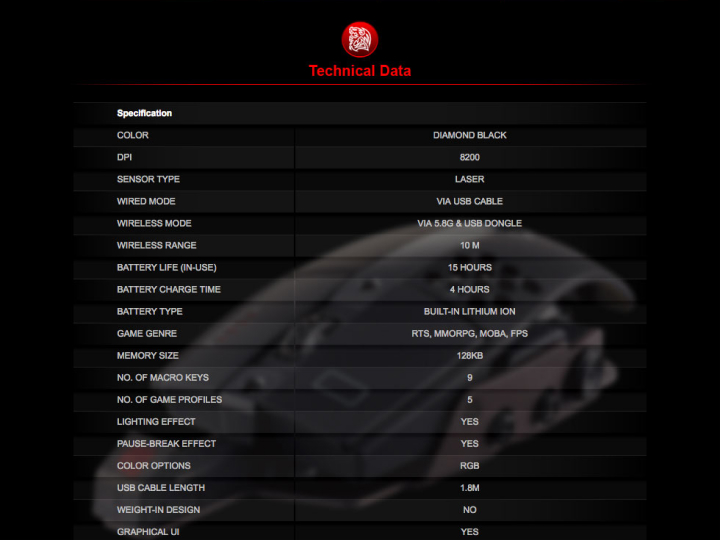 Technical Data
Specification
COLOR DIAMOND BLACK
DPI 8200
SENSOR TYPE LASER
WIRED MODE VIA USB CABLE
WIRELESS MODE VIA 5.8G & USB DONGLE
WIRELESS RANGE 10 M
BATTERY LIFE (IN-USE) 15 HOURS
BATTERY CHARGE TIME 4 HOURS
BATTERY TYPE BUILT-IN LITHIUM ION
GAME GENRE RTS, MMORPG, MOBA, FPS
MEMORY SIZE 128KB
NO. OF MACRO KEYS 9
NO. OF GAME PROFILES 5
LIGHTING EFFECT YES
PAUSE-BREAK EFFECT YES
COLOR OPTIONS RGB
USB CABLE LENGTH 1.8M
WEIGHT-IN DESIGN NO
GRAPHICAL UI YES